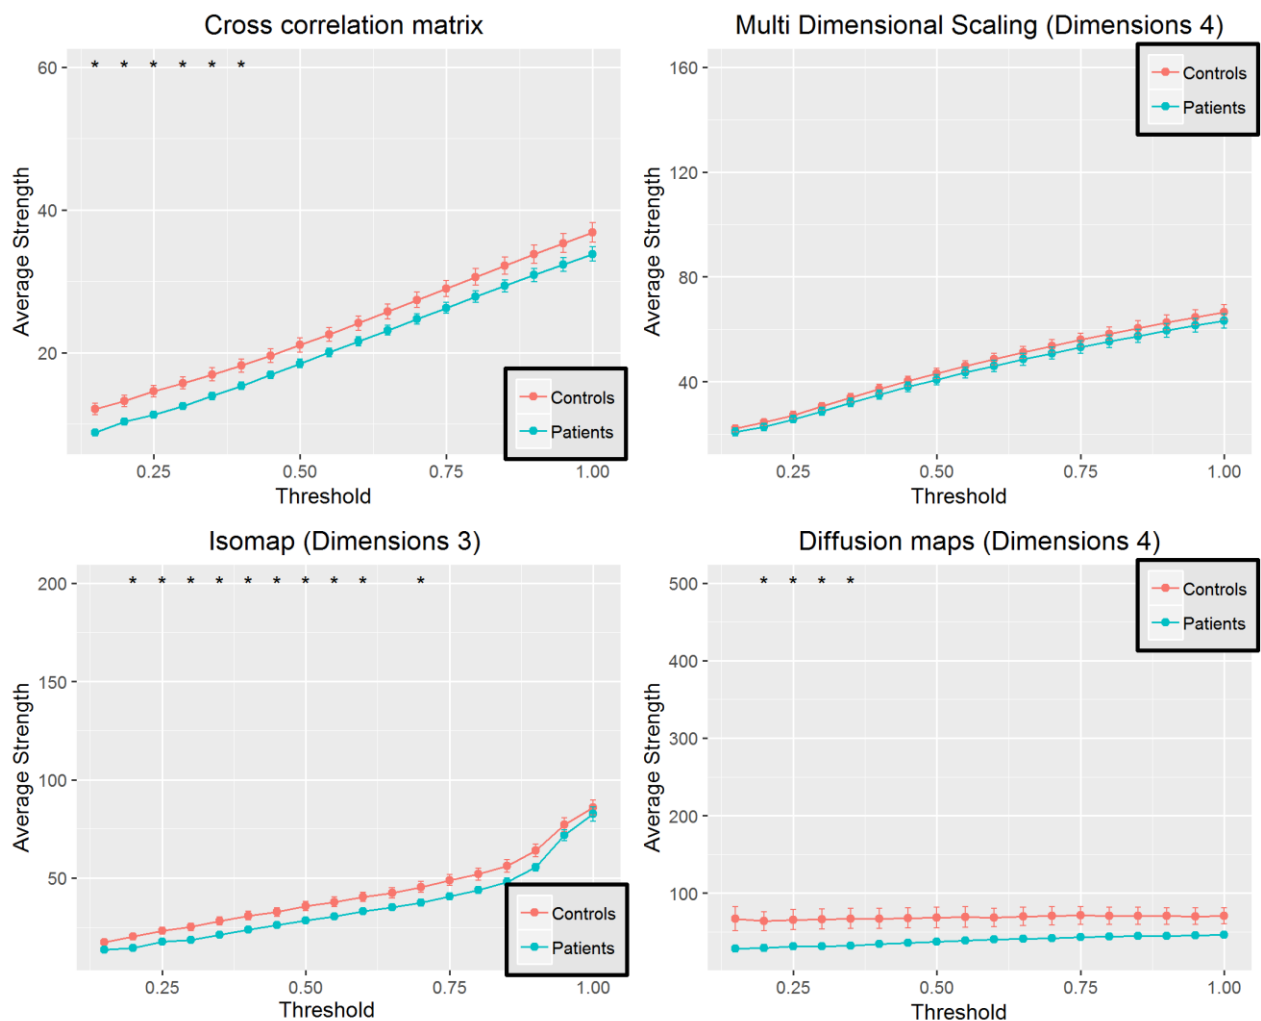 Cross correlation matrix
* * * * * *
60
40
20
Average Strength
0.25 0.50 0.75 1.00
Threshold
Controls
Patients
Multi Dimensional Scaling (Dimensions 4)
160
120
80
40
Average Strength
0.25 0.50 0.75 1.00
Threshold
Controls
Patients
Isomap (Dimensions 3)
* * * * * * * * * *
200
150
100
50
Average Strength
0.25 0.50 0.75 1.00
Threshold
Controls
Patients
Diffusion maps (Dimensions 4)
* * * *
500
400
300
200
100
Average Strength
0.25 0.50 0.75 1.00
Threshold
Controls
Patients